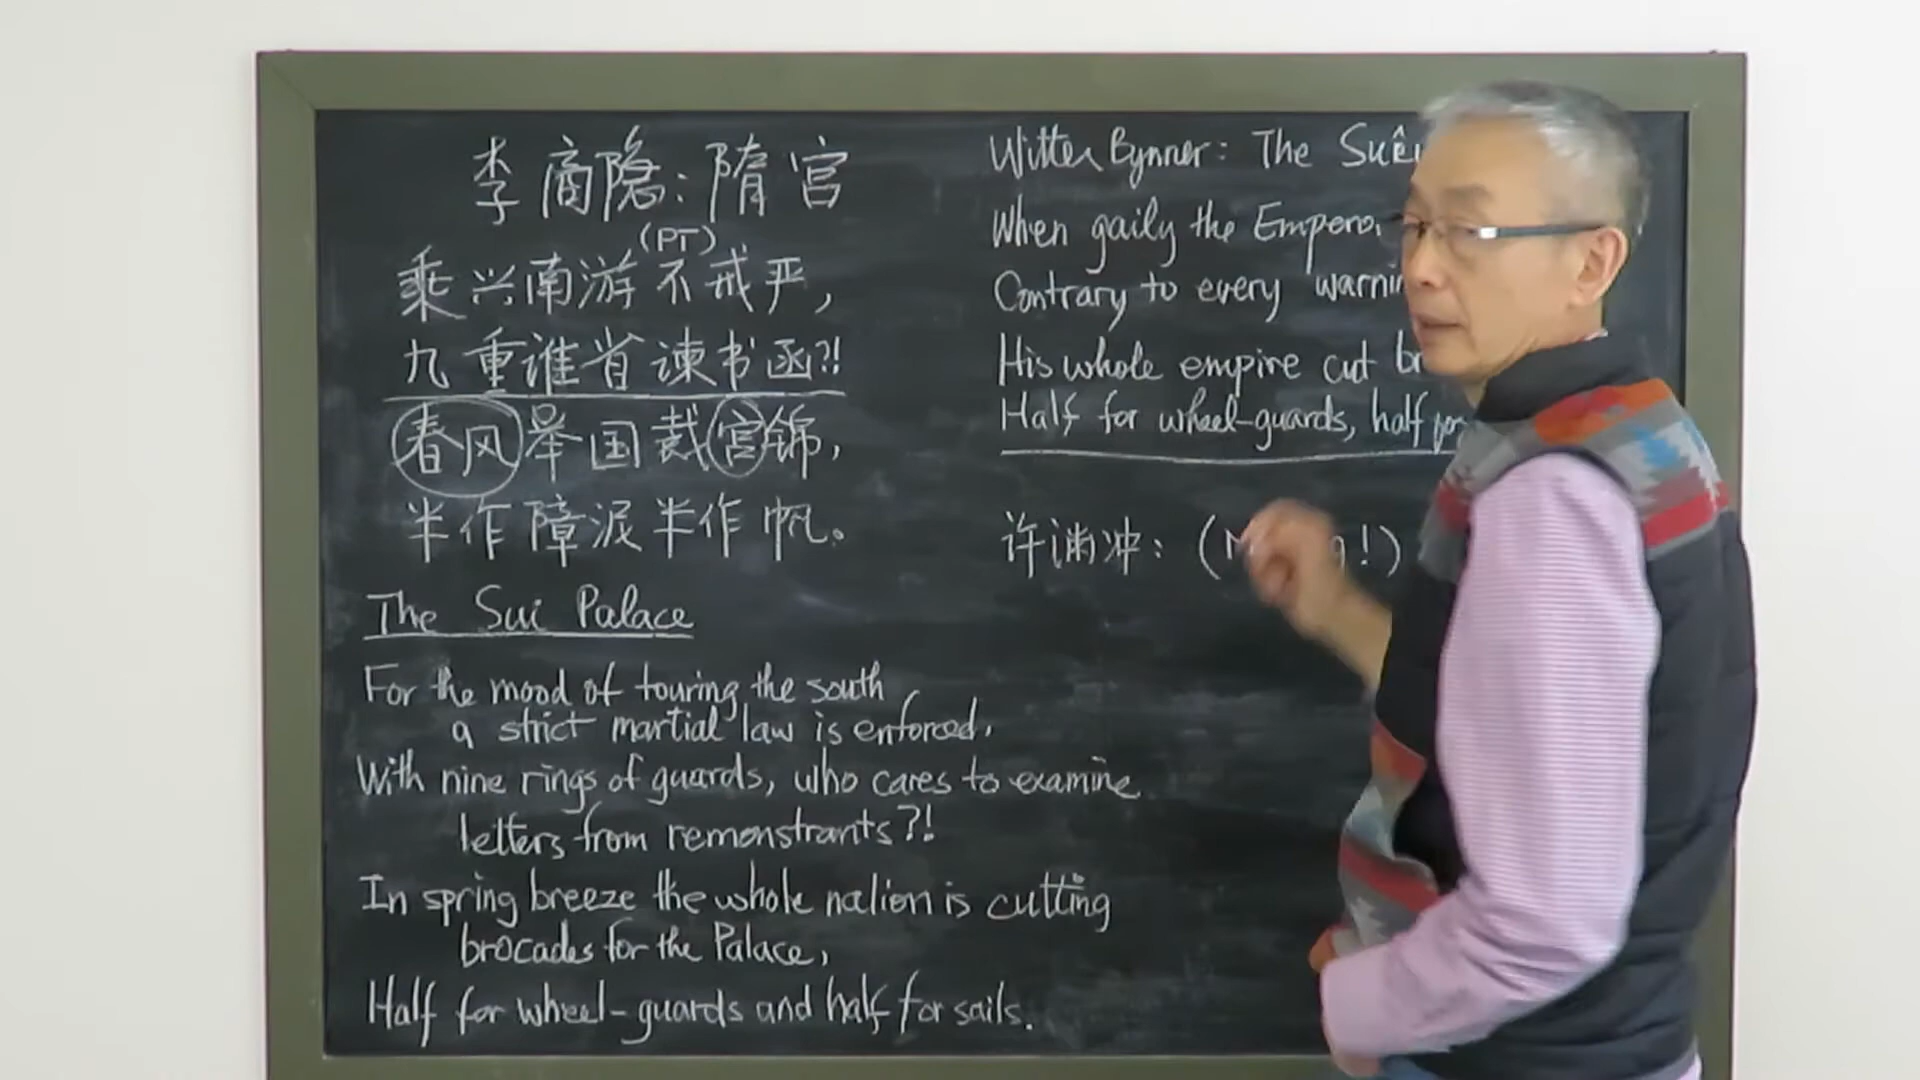 李商隐：隋宫
(PT)
乘兴南游不戒严，
九重谁省谏书函?!
春风举国裁宫锦，
半作障泥半作帆。
The Sui Palace
For the mood of touring the south
a strict martial law is enforced,
With nine rings of guards, who cares to examine
letters from remonstrants?!
In spring breeze the whole nation is cutting
brocades for the Palace,
Half for wheel-guards and half for sails.
Witter Bynner: The
When gaily the
Contrary to every
His whole empire cut
Half for wheel-guards, half
许渊冲：